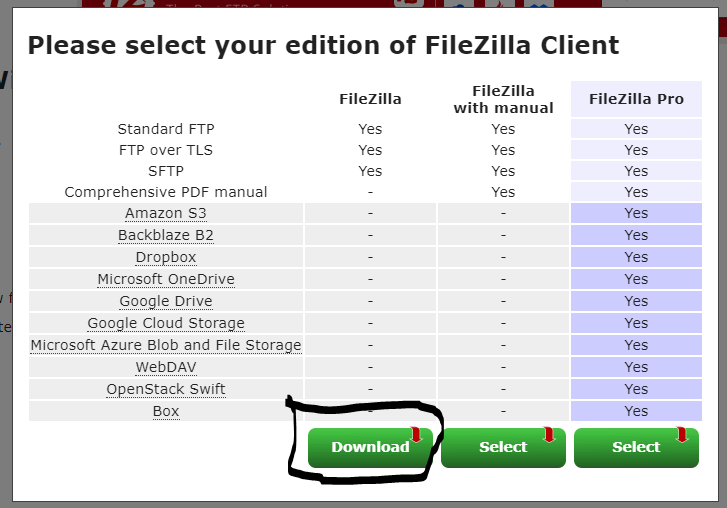 Please select your edition of FileZilla Client
FileZilla FileZilla with manual FileZilla Pro
Standard FTP Yes Yes Yes
FTP over TLS Yes Yes Yes
SFTP Yes Yes Yes
Comprehensive PDF manual - Yes Yes
Amazon S3 - - Yes
Backblaze B2 - - Yes
Dropbox - - Yes
Microsoft OneDrive - - Yes
Google Drive - - Yes
Google Cloud Storage - - Yes
Microsoft Azure Blob and File Storage - - Yes
WebDAV - - Yes
OpenStack Swift - - Yes
Box - - Yes
Download Select Select